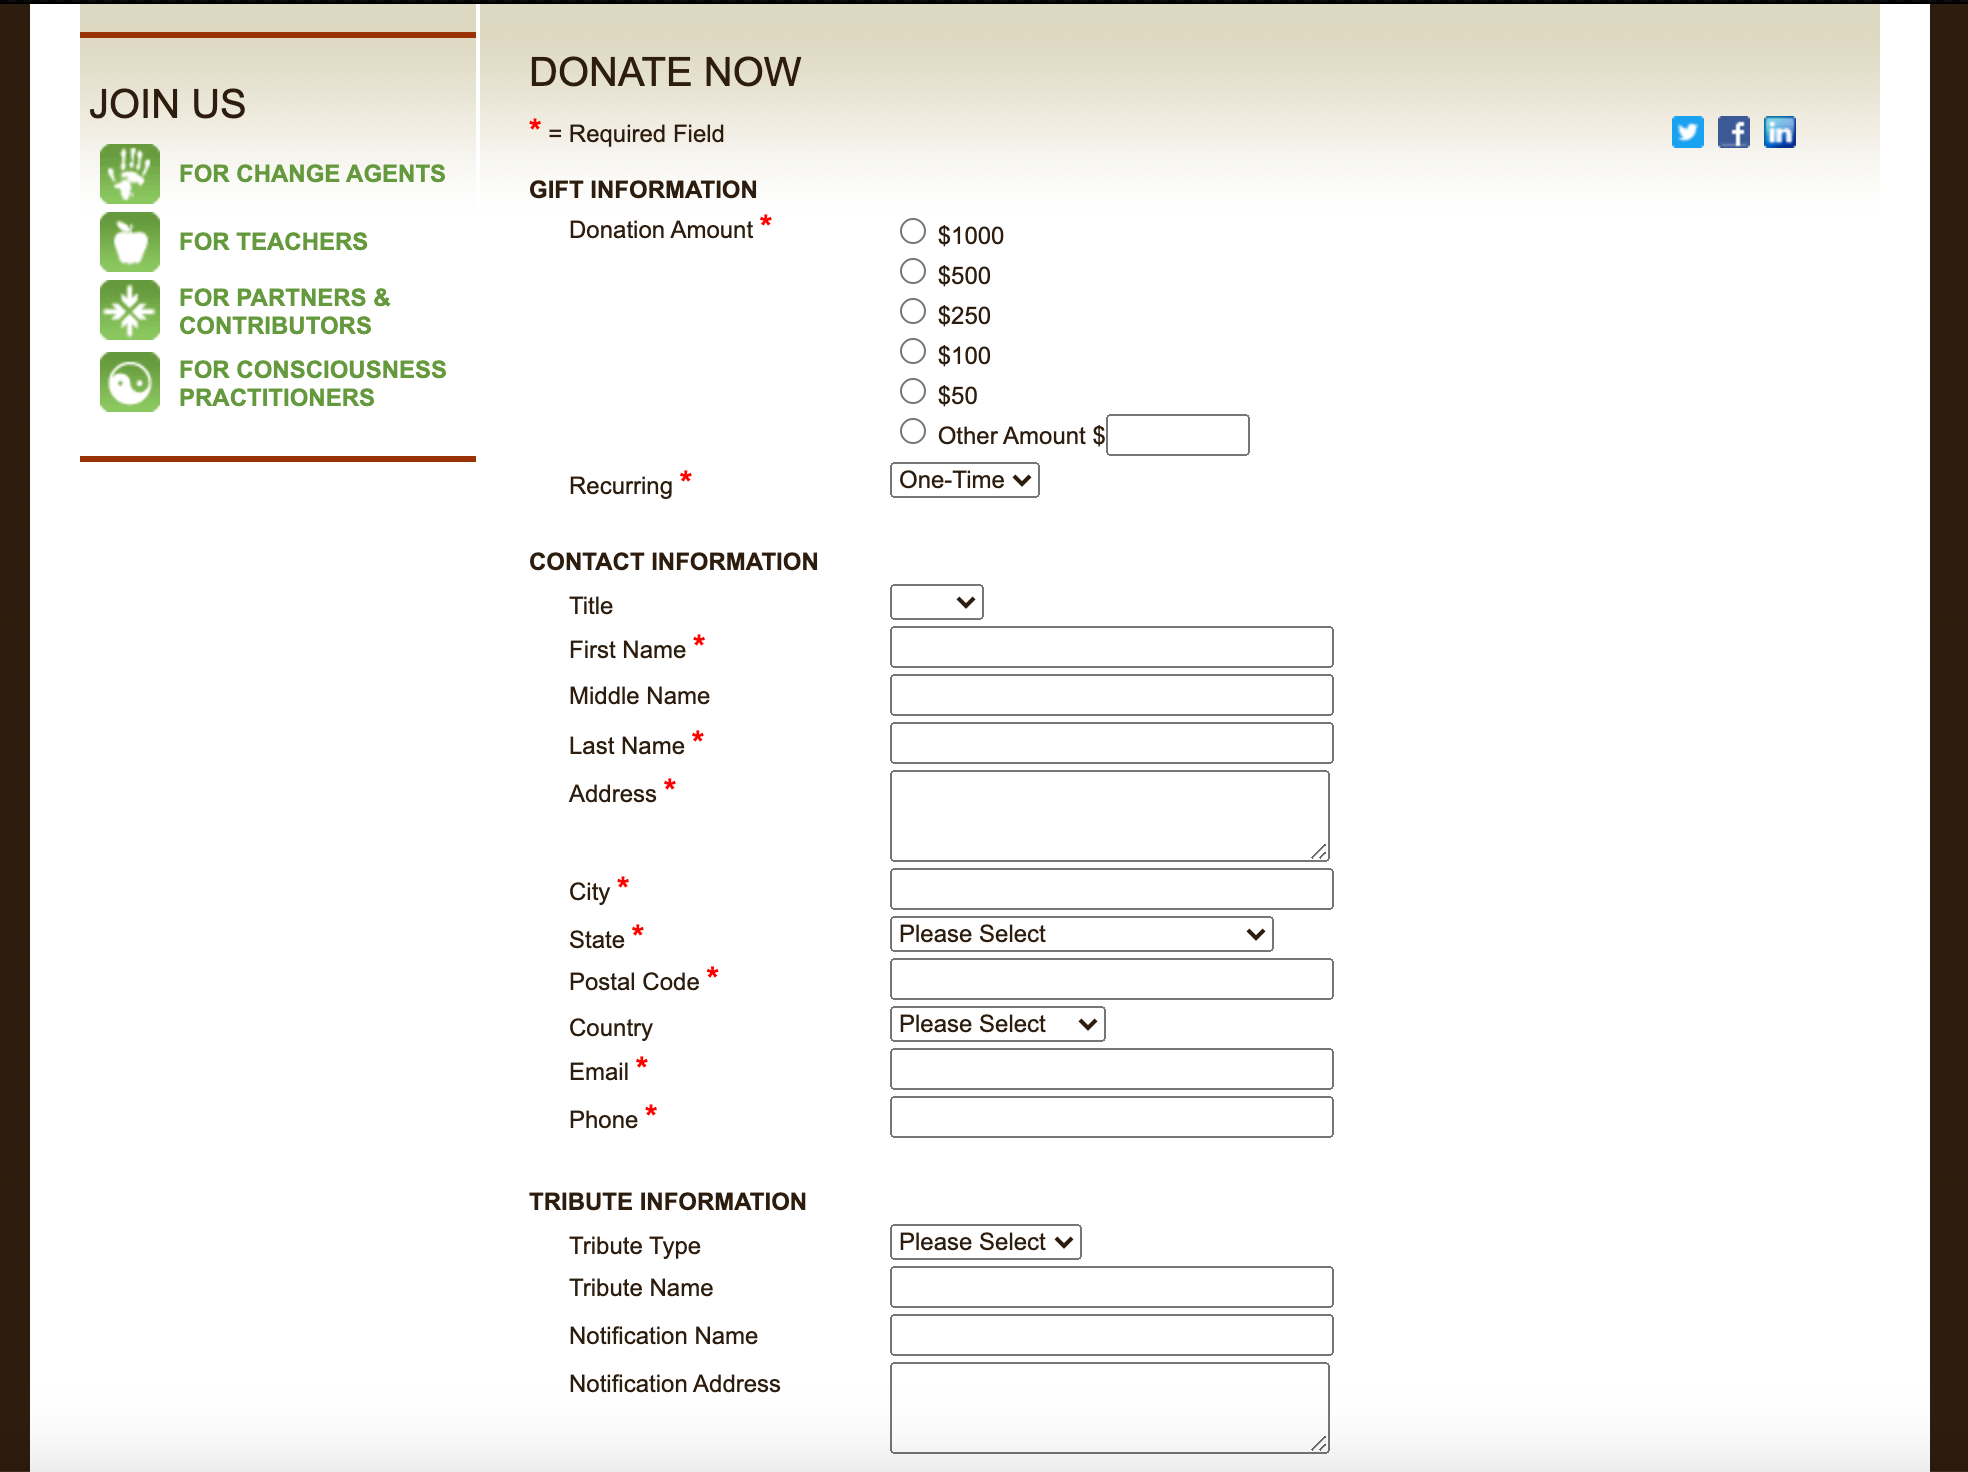 JOIN US
FOR CHANGE AGENTS
FOR TEACHERS
FOR PARTNERS &
CONTRIBUTORS
FOR CONSCIOUSNESS
PRACTITIONERS
DONATE NOW
* = Required Field
GIFT INFORMATION
Donation Amount *
$1000
$500
$250
$100
$50
Other Amount $
Recurring * One-Time
CONTACT INFORMATION
Title
First Name *
Middle Name
Last Name *
Address *
City *
State * Please Select
Postal Code *
Country Please Select
Email *
Phone *
TRIBUTE INFORMATION
Tribute Type Please Select
Tribute Name
Notification Name
Notification Address